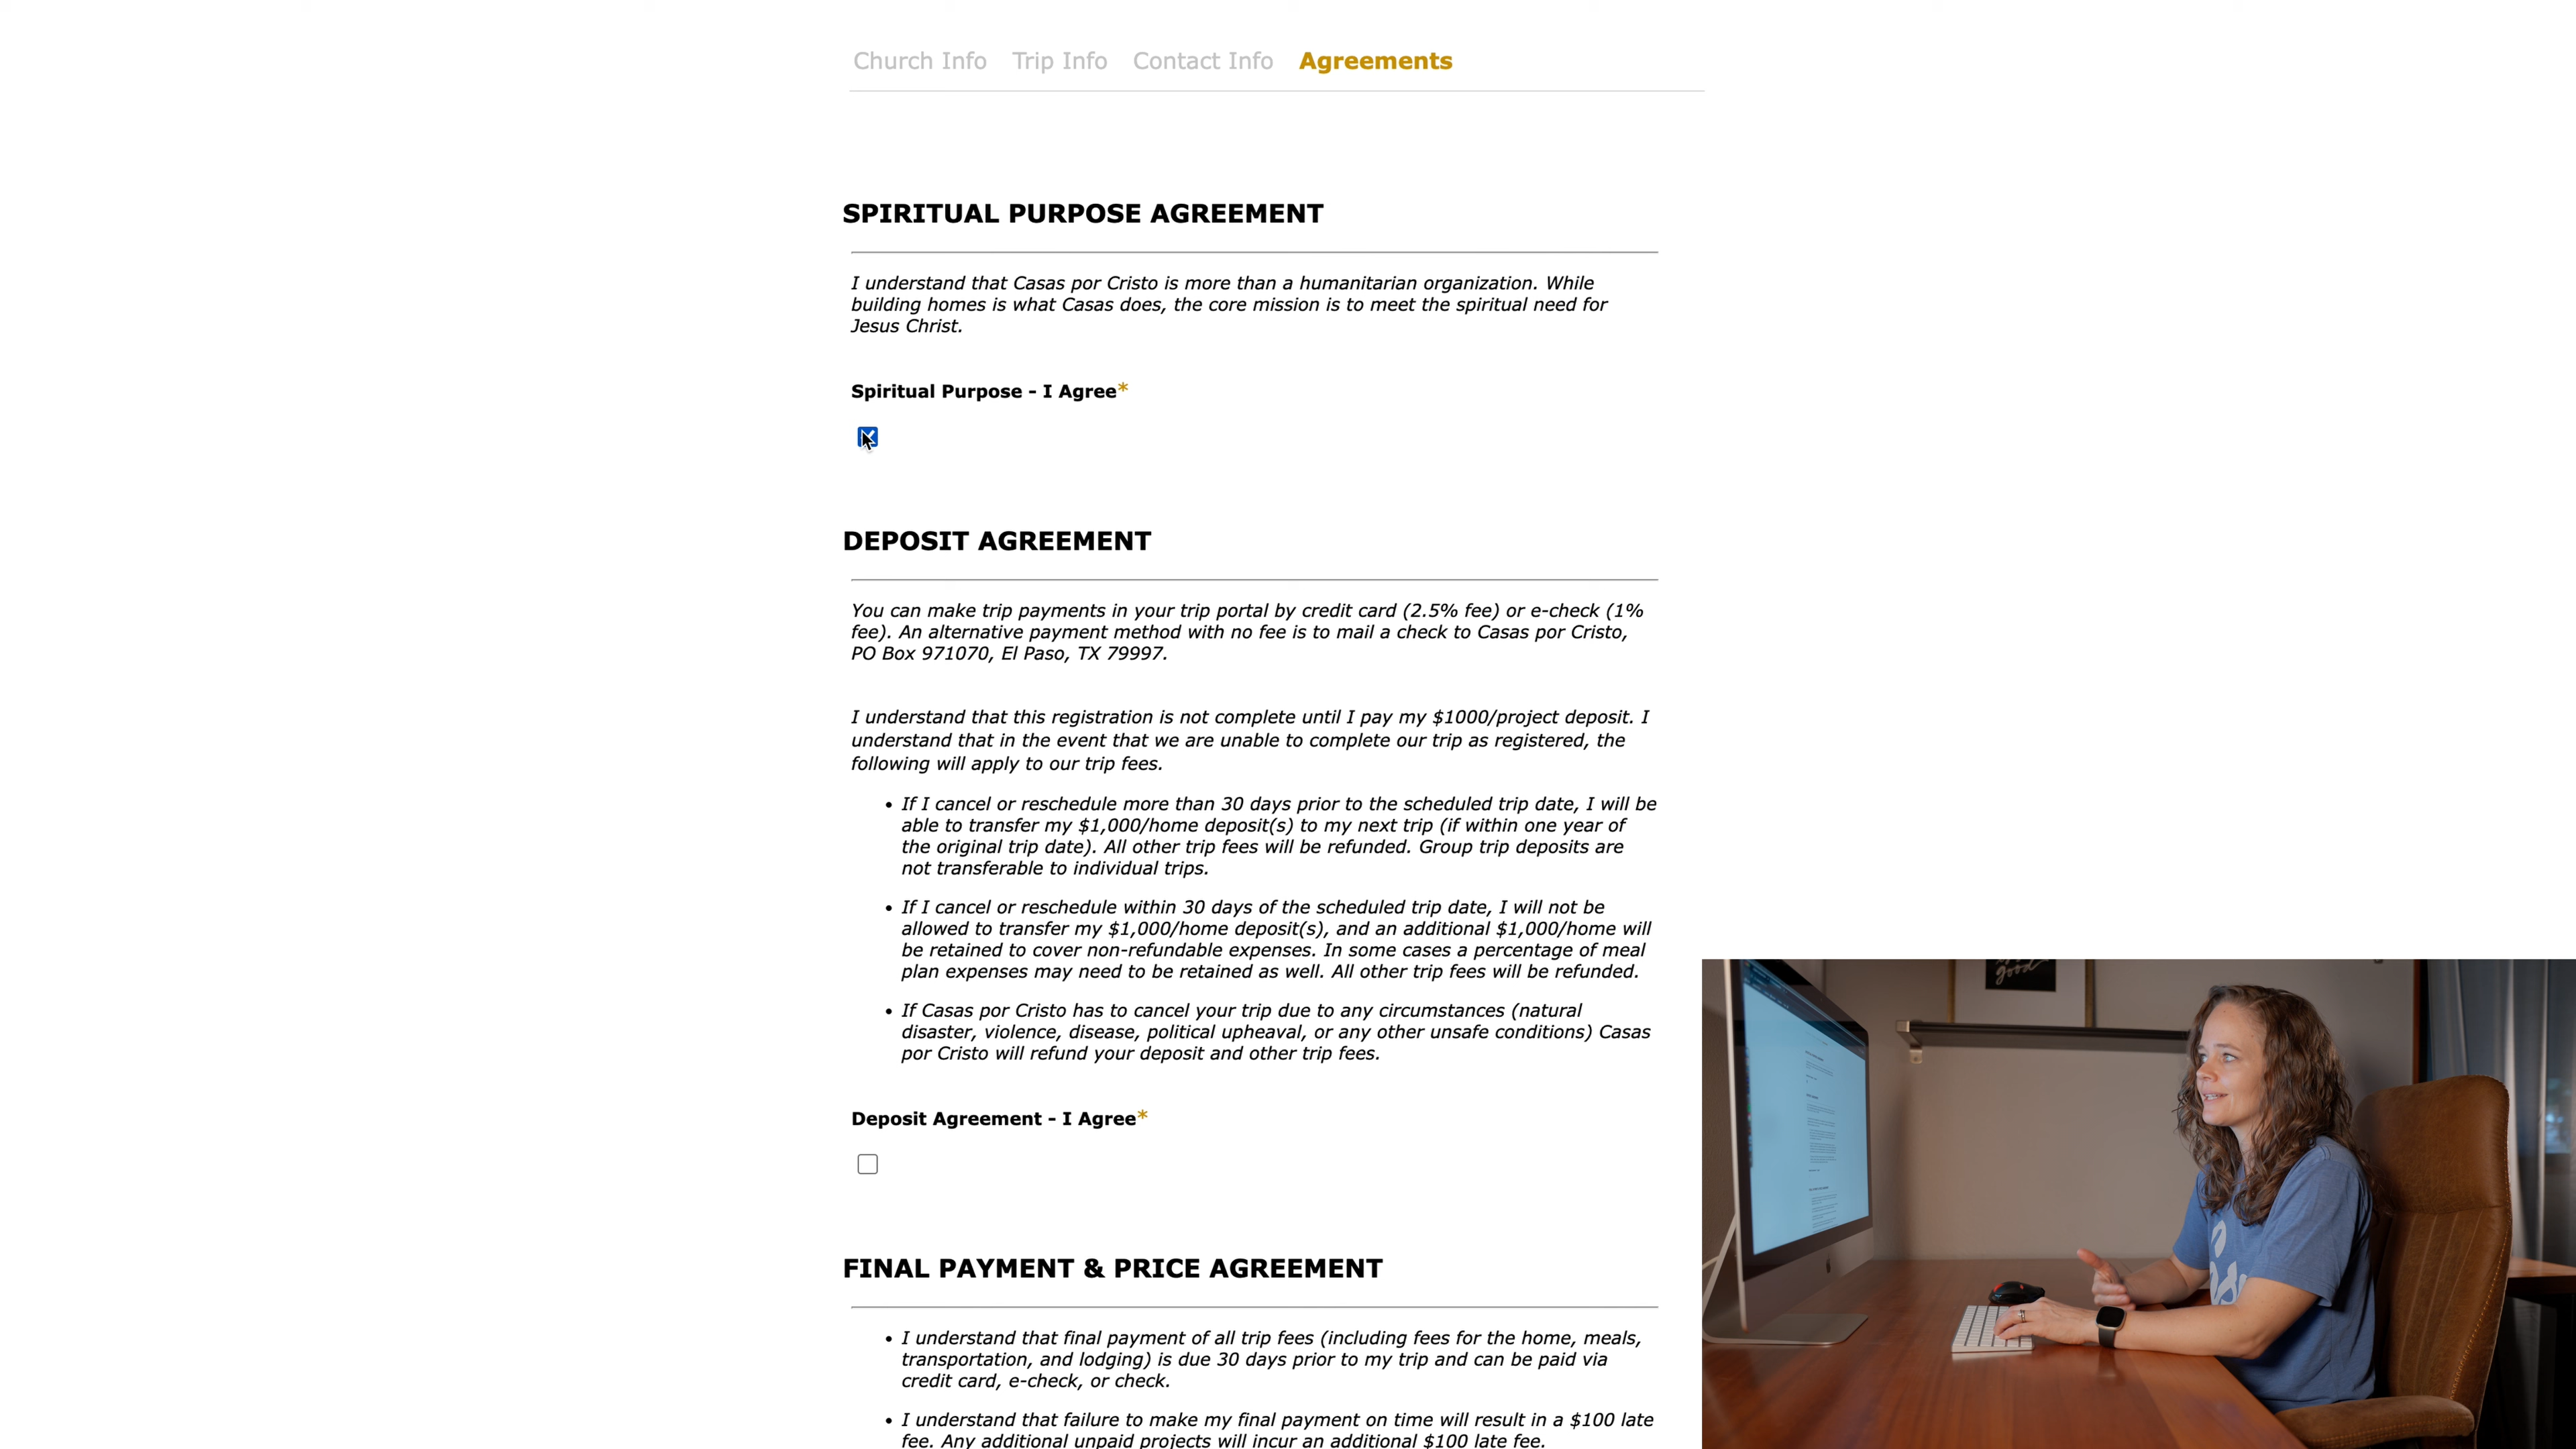 Church Info Trip Info Contact Info Agreements
SPIRITUAL PURPOSE AGREEMENT
I understand that Casas por Cristo is more than a humanitarian organization. While
building homes is what Casas does, the core mission is to meet the spiritual need for
Jesus Christ.
Spiritual Purpose - I Agree*
DEPOSIT AGREEMENT
You can make trip payments in your trip portal by credit card (2.5% fee) or e-check (1%
fee). An alternative payment method with no fee is to mail a check to Casas por Cristo,
PO Box 971070, El Paso, TX 79997.
I understand that this registration is not complete until I pay my $1000/project deposit. I
understand that in the event that we are unable to complete our trip as registered, the
following will apply to our trip fees.
• If I cancel or reschedule more than 30 days prior to the scheduled trip date, I will be
able to transfer my $1,000/home deposit(s) to my next trip (if within one year of
the original trip date). All other trip fees will be refunded. Group trip deposits are
not transferable to individual trips.
• If I cancel or reschedule within 30 days of the scheduled trip date, I will not be
allowed to transfer my $1,000/home deposit(s), and an additional $1,000/home will
be retained to cover non-refundable expenses. In some cases a percentage of meal
plan expenses may need to be retained as well. All other trip fees will be refunded.
• If Casas por Cristo has to cancel your trip due to any circumstances (natural
disaster, violence, disease, political upheaval, or any other unsafe conditions) Casas
por Cristo will refund your deposit and other trip fees.
Deposit Agreement - I Agree*
FINAL PAYMENT & PRICE AGREEMENT
• I understand that final payment of all trip fees (including fees for the home, meals,
transportation, and lodging) is due 30 days prior to my trip and can be paid via
credit card, e-check, or check.
• I understand that failure to make my final payment on time will result in a $100 late
fee. Any additional unpaid projects will incur an additional $100 late fee.
good